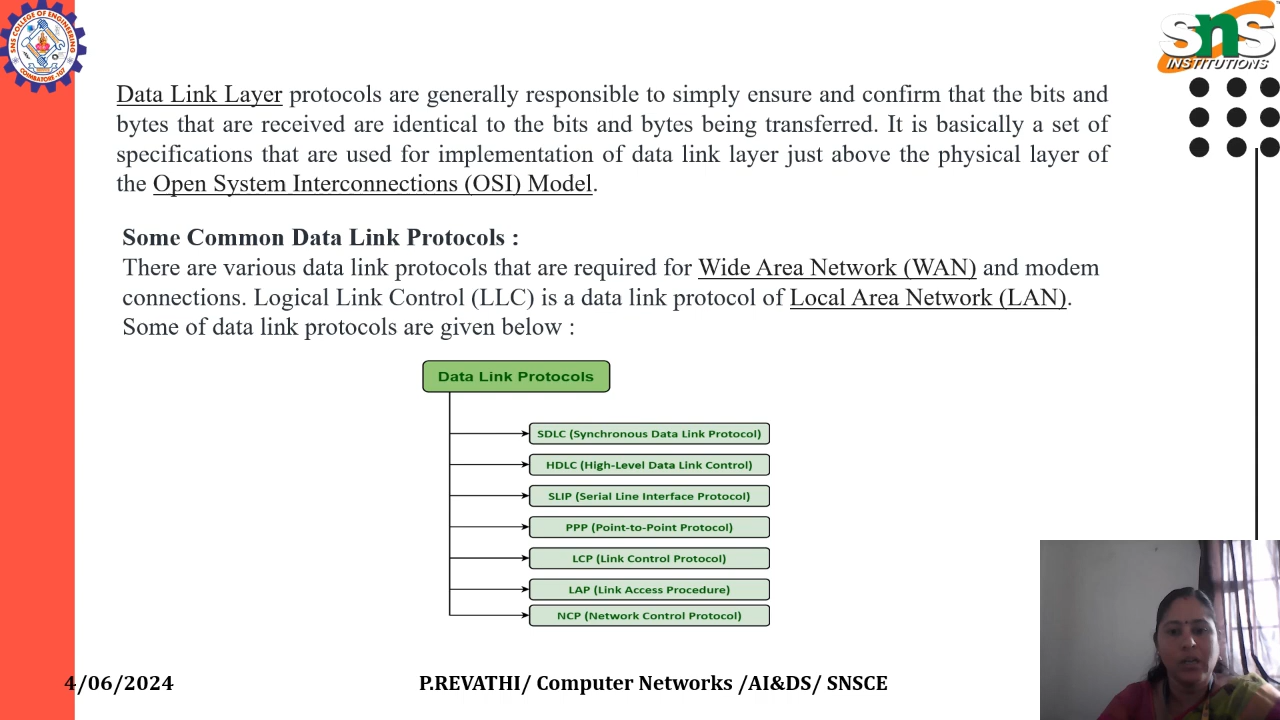 SNS COLLEGE OF ENGINEERING
COIMBATORE-107
SNS
INSTITUTIONS
Data Link Layer protocols are generally responsible to simply ensure and confirm that the bits and
bytes that are received are identical to the bits and bytes being transferred. It is basically a set of
specifications that are used for implementation of data link layer just above the physical layer of
the Open System Interconnections (OSI) Model.
Some Common Data Link Protocols :
There are various data link protocols that are required for Wide Area Network (WAN) and modem
connections. Logical Link Control (LLC) is a data link protocol of Local Area Network (LAN).
Some of data link protocols are given below :
Data Link Protocols
SDLC (Synchronous Data Link Protocol)
HDLC (High-Level Data Link Control)
SLIP (Serial Line Interface Protocol)
PPP (Point-to-Point Protocol)
LCP (Link Control Protocol)
LAP (Link Access Procedure)
NCP (Network Control Protocol)
4/06/2024
P.REVATHI/ Computer Networks /AI&DS/ SNSCE